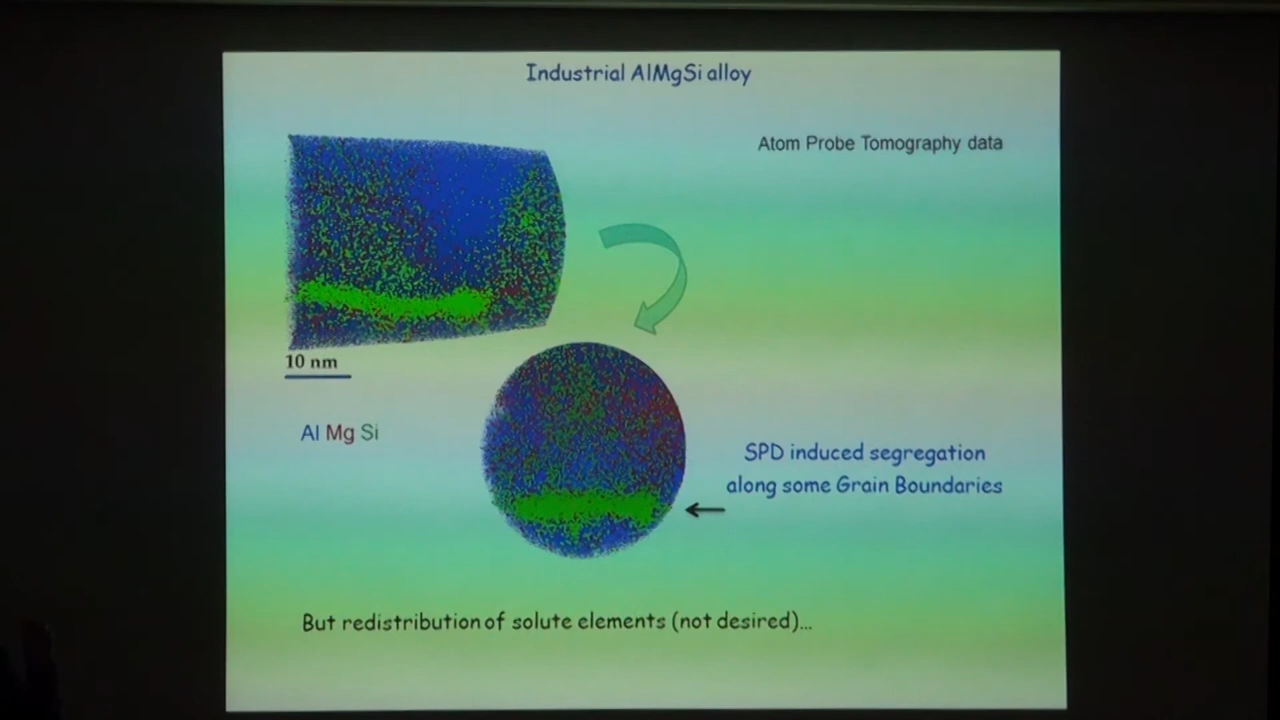 Industrial AlMgSi alloy
Atom Probe Tomography data
10 nm
Al Mg Si
SPD induced segregation
along some Grain Boundaries
But redistribution of solute elements (not desired)...